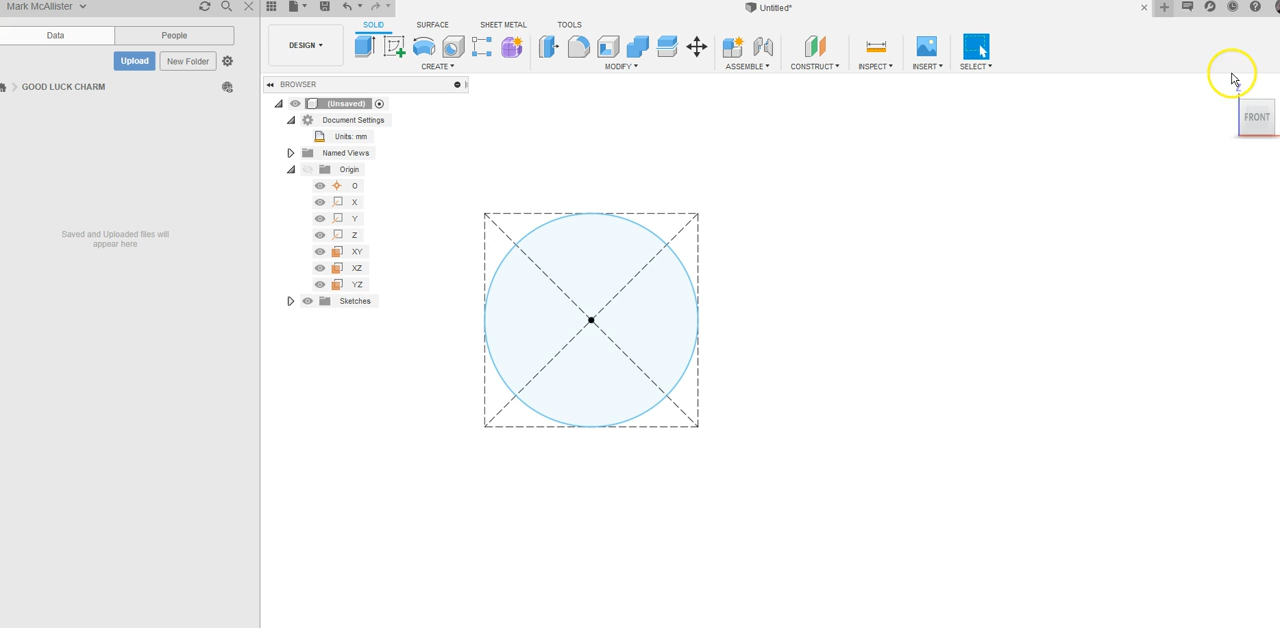 Mark McAllister
Untitled*
Data
People
SOLID
SURFACE
SHEET METAL
TOOLS
DESIGN
Upload
New Folder
CREATE
MODIFY
ASSEMBLE
CONSTRUCT
INSPECT
INSERT
SELECT
GOOD LUCK CHARM
BROWSER
Z
(Unsaved)
FRONT
Document Settings
Units: mm
Named Views
Origin
O
X
Y
Z
XY
XZ
YZ
Sketches
Saved and Uploaded files will
appear here